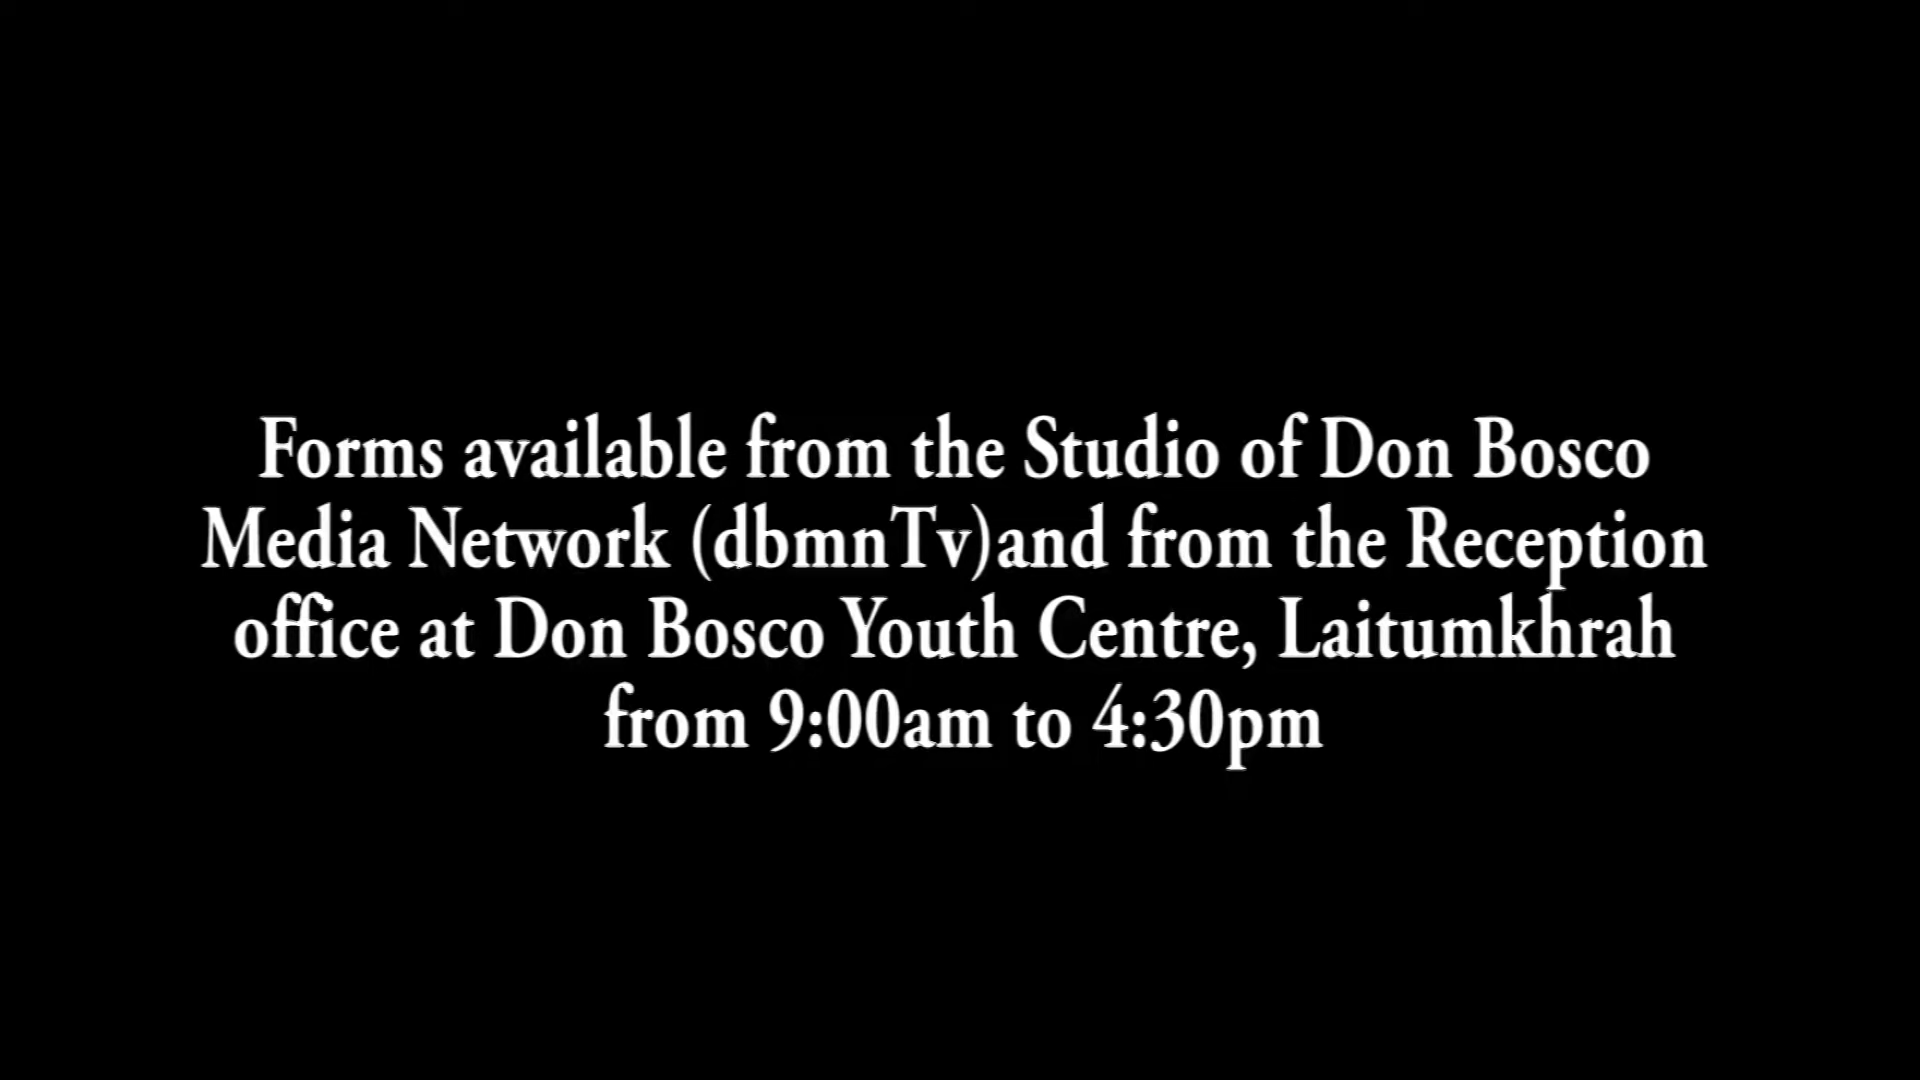 Forms available from the Studio of Don Bosco
Media Network (dbmnTv)and from the Reception
office at Don Bosco Youth Centre, Laitumkhrah
from 9:00am to 4:30pm